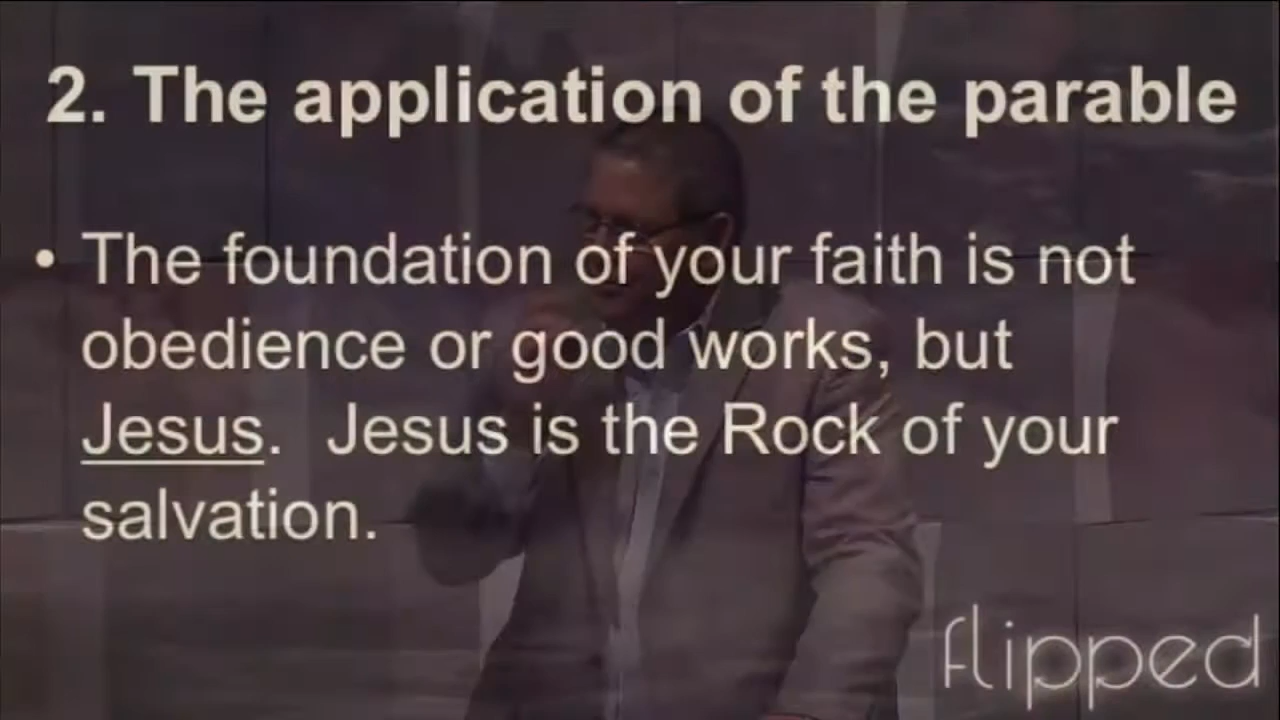 2. The application of the parable
• The foundation of your faith is not
obedience or good works, but
Jesus.  Jesus is the Rock of your
salvation.
flipped